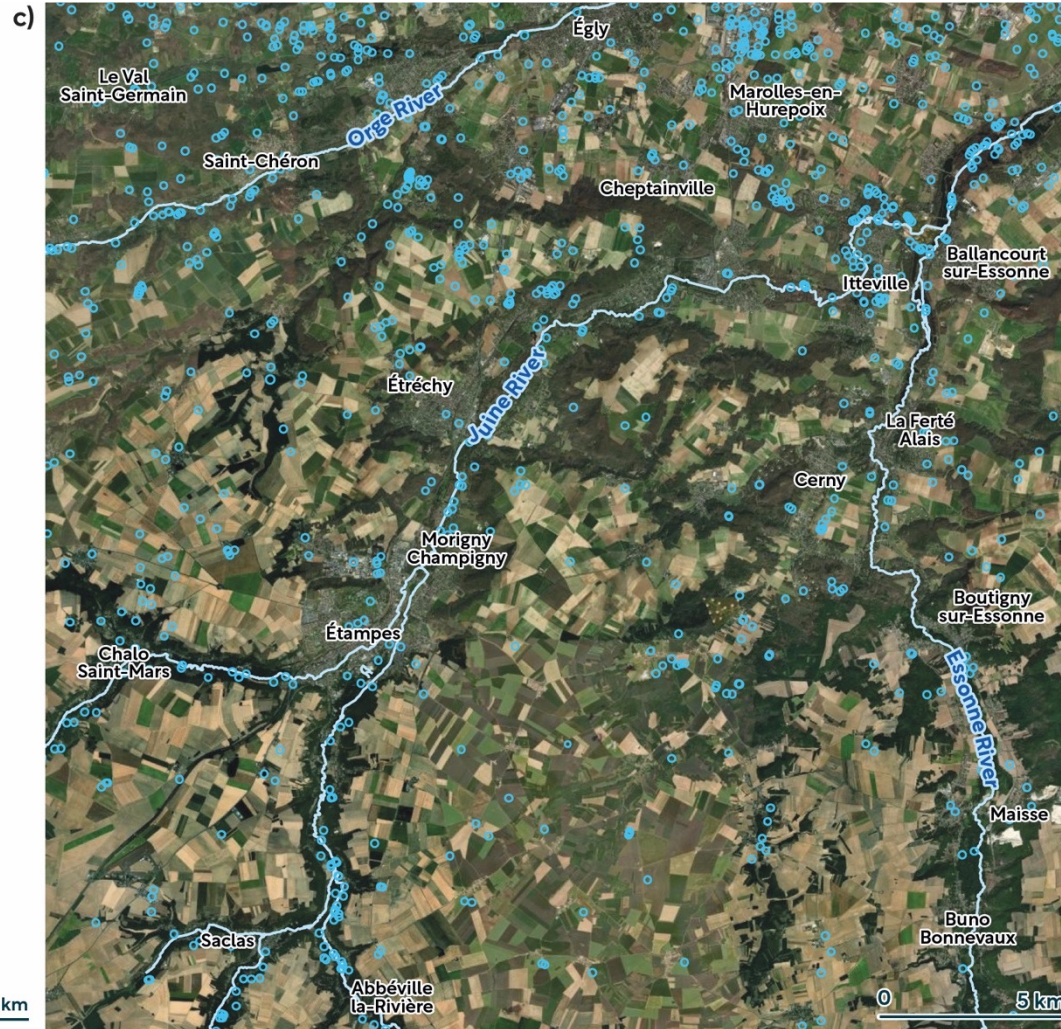 c)
Égly
Le Val
Saint-Germain
Marolles-en-
Hurepoix
Orge River
Saint-Chéron
Cheptainville
Ballancourt
sur-Essonne
Itteville
Étréchy
Juine River
La Ferté
Alais
Cerny
Morigny
Champigny
Boutigny
sur-Essonne
Étampes
Chalo
Saint-Mars
Essonne River
Maisse
Saclas
Buno
Bonnevaux
Abbéville
la-Rivière
km
0
5 km